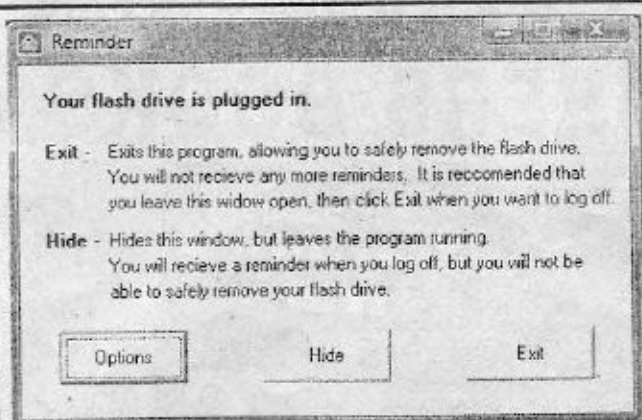 Reminder
Your flash drive is plugged in.
Exit - Exits this program, allowing you to safely remove the flash drive.
You will not recieve any more reminders. It is reccomended that
you leave this widow open, then click Exit when you want to log off.
Hide - Hides this window, but leaves the program running.
You will recieve a reminder when you log off, but you will not be
able to safely remove your flash drive.
Options Hide Exit